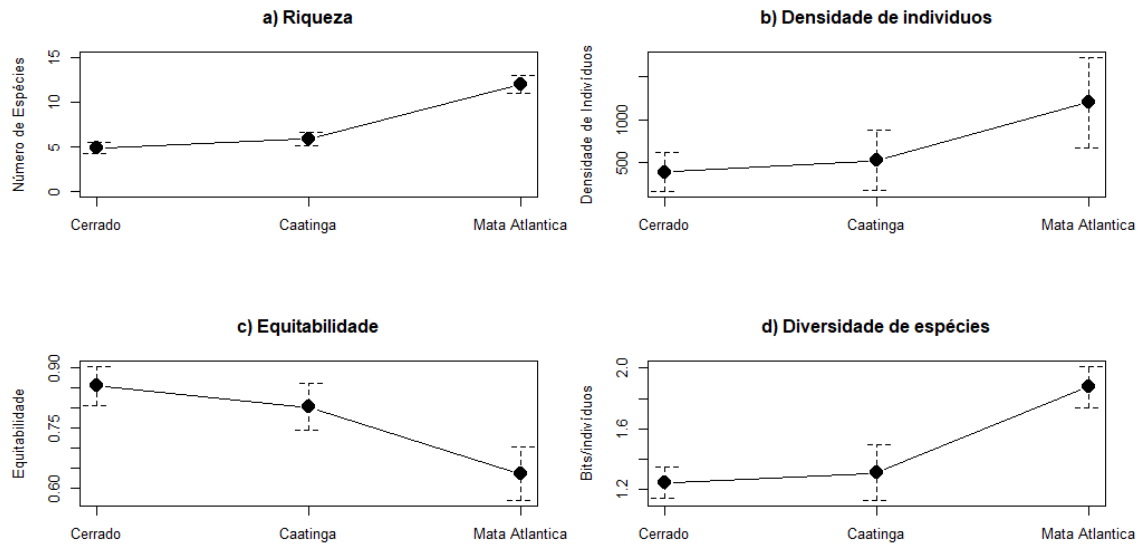 a) Riqueza
Número de Espécies
15
10
5
0
Cerrado
Caatinga
Mata Atlantica
b) Densidade de individuos
Densidade de Indivíduos
1000
500
Cerrado
Caatinga
Mata Atlantica
c) Equitabilidade
Equitabilidade
0.90
0.75
0.60
Cerrado
Caatinga
Mata Atlantica
d) Diversidade de espécies
Bits/indivíduos
2.0
1.6
1.2
Cerrado
Caatinga
Mata Atlantica